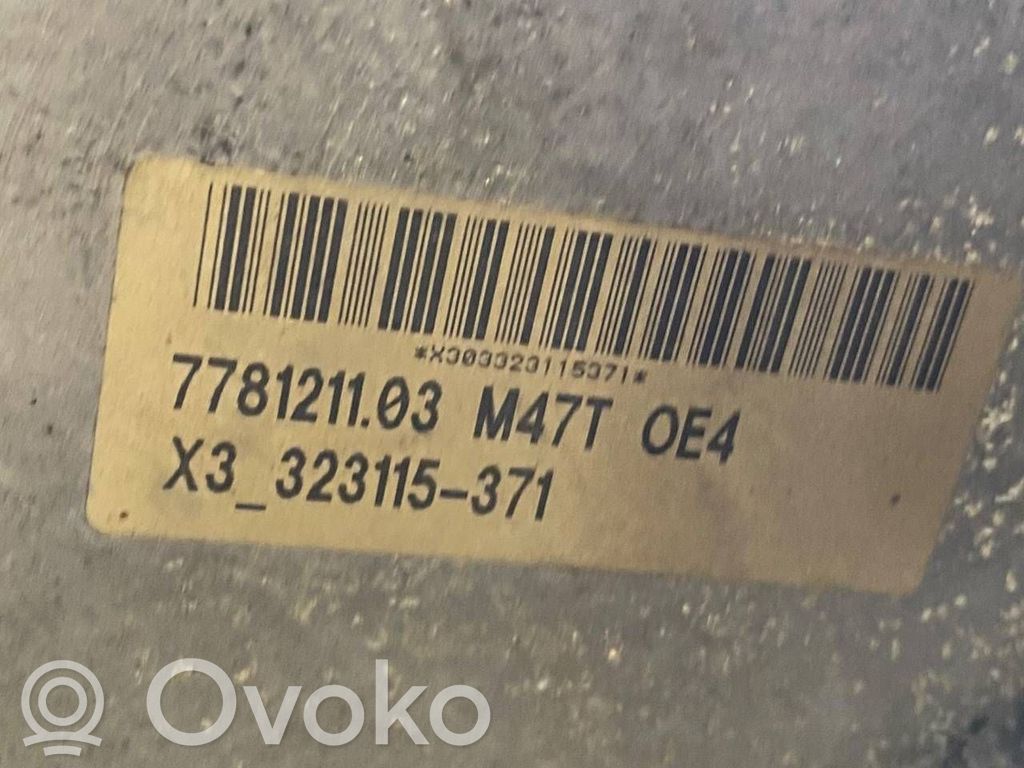 *X303323115371*
7781211.03 M47T OE4
X3_323115-371
R Ovoko